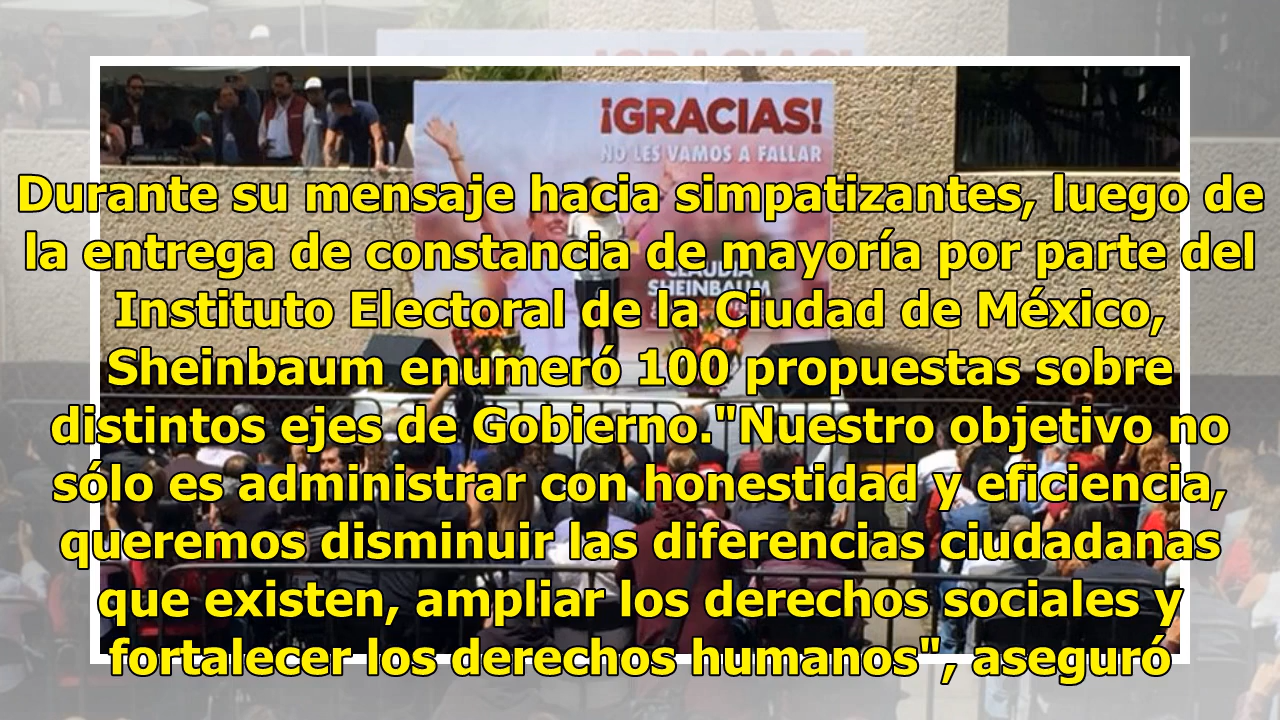 ¡GRACIAS!
NO LES VAMOS A FALLAR
Durante su mensaje hacia simpatizantes, luego de
la entrega de constancia de mayoría por parte del
CLAUDIA
SHEINBAUM
Instituto Electoral de la Ciudad de México,
Sheinbaum enumeró 100 propuestas sobre
distintos ejes de Gobierno."Nuestro objetivo no
sólo es administrar con honestidad y eficiencia,
queremos disminuir las diferencias ciudadanas
que existen, ampliar los derechos sociales y
fortalecer los derechos humanos", aseguró